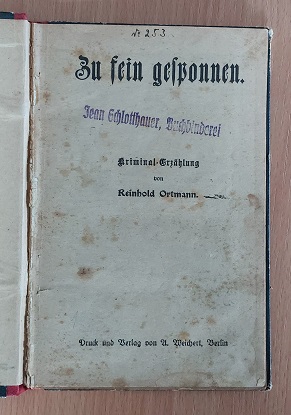 № 253
Zu fein gesponnen.
Jean Schlotthauer, Buchbinderei
Kriminal-Erzählung
von
Reinhold Ortmann.
Druck und Verlag von A. Weichert, Berlin